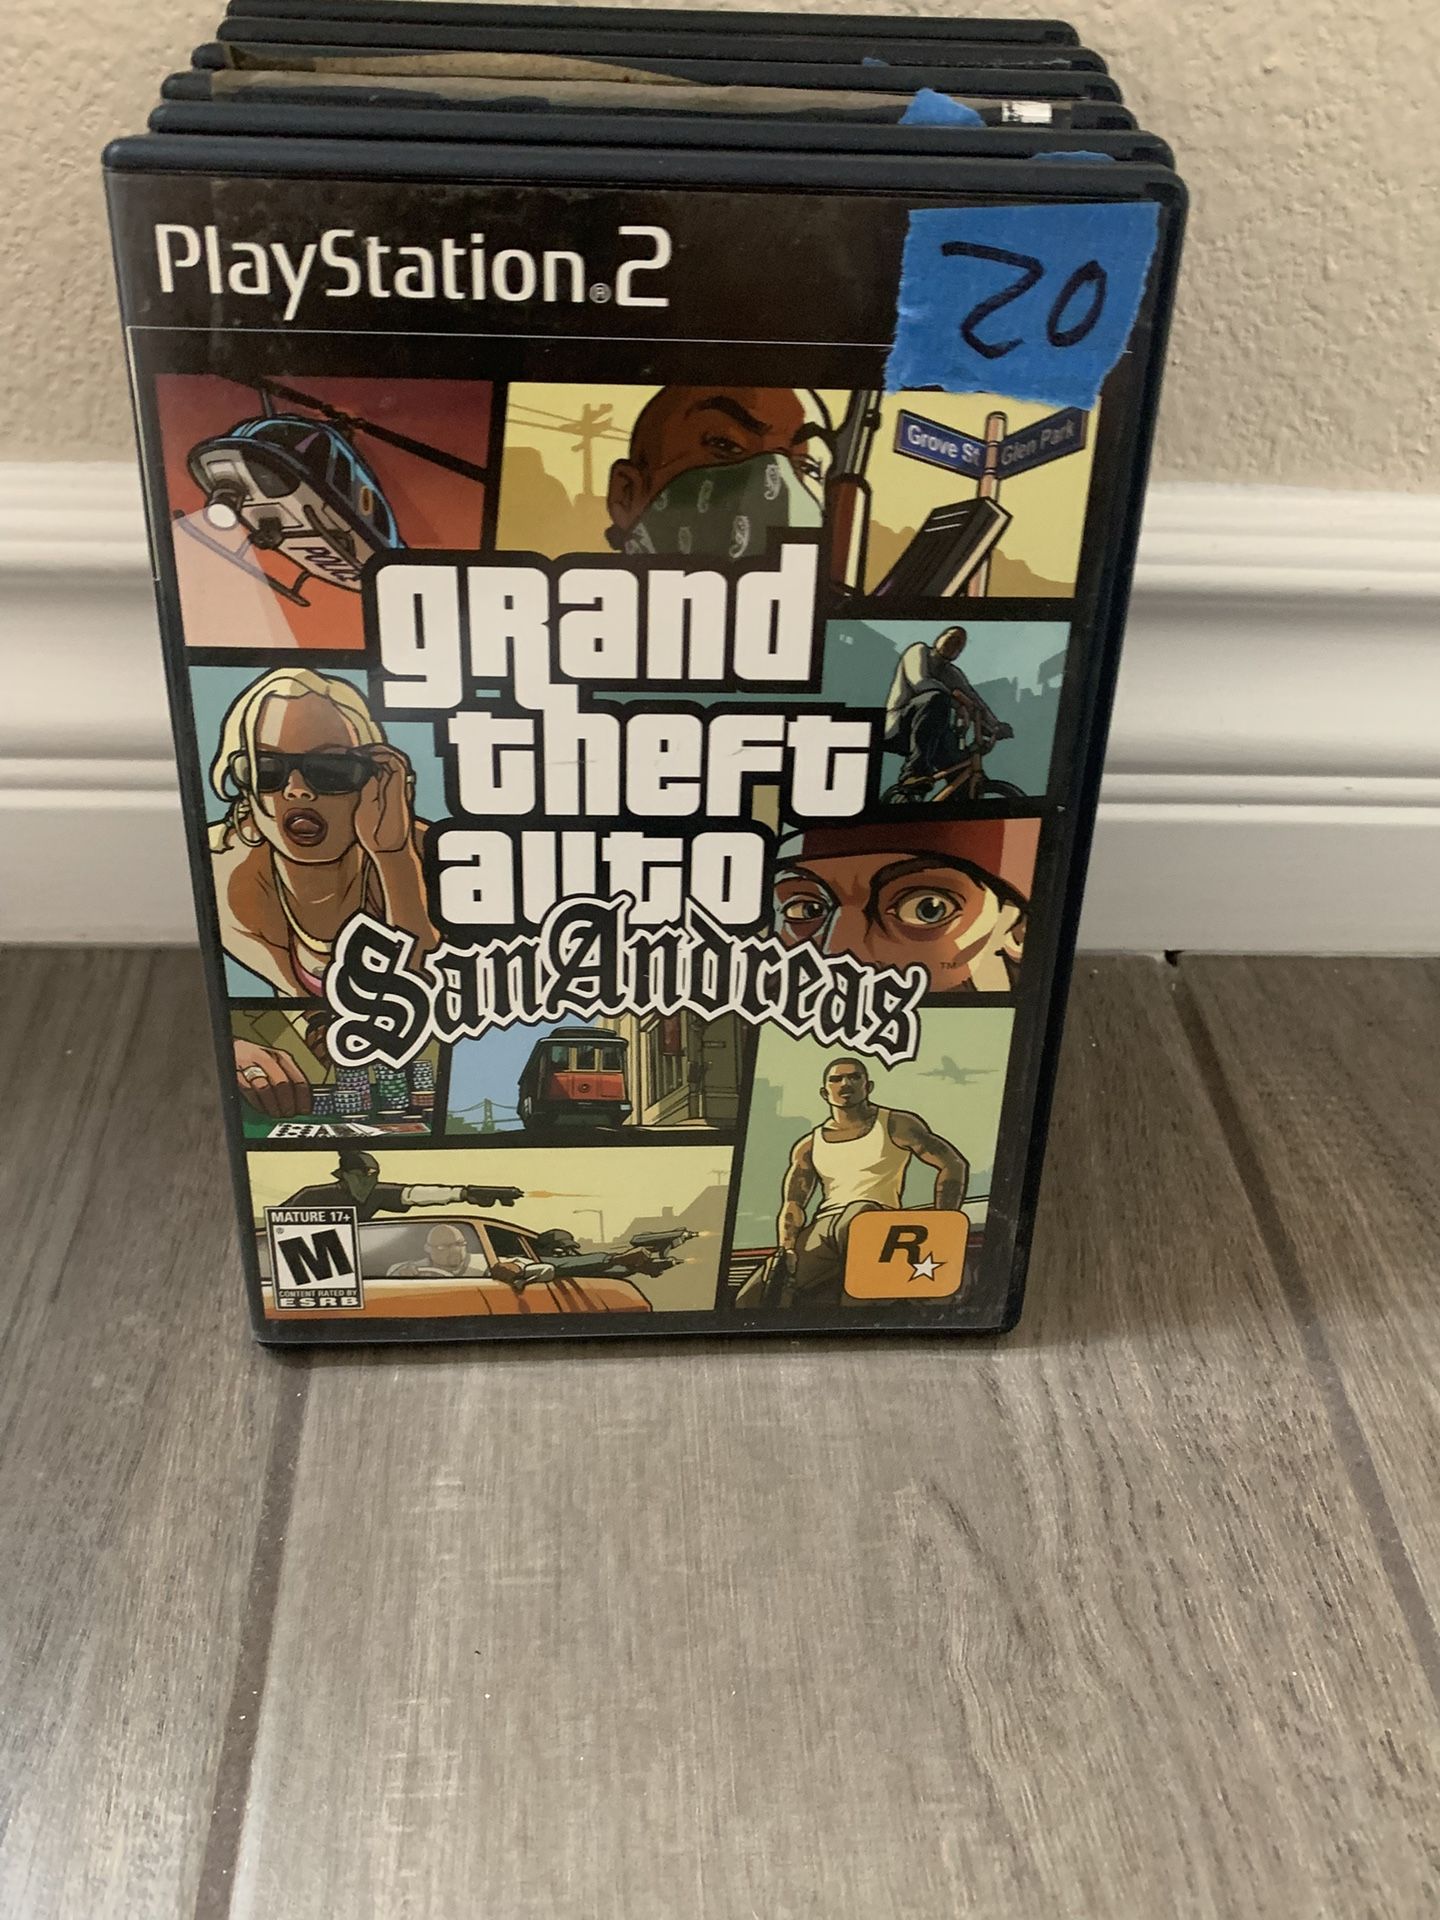 PlayStation®2
20
Grove St
Glen Park
POLICE
grand
theft
auto
San Andreas
TM
MATURE 17+
M
®
CONTENT RATED BY
ESRB
R